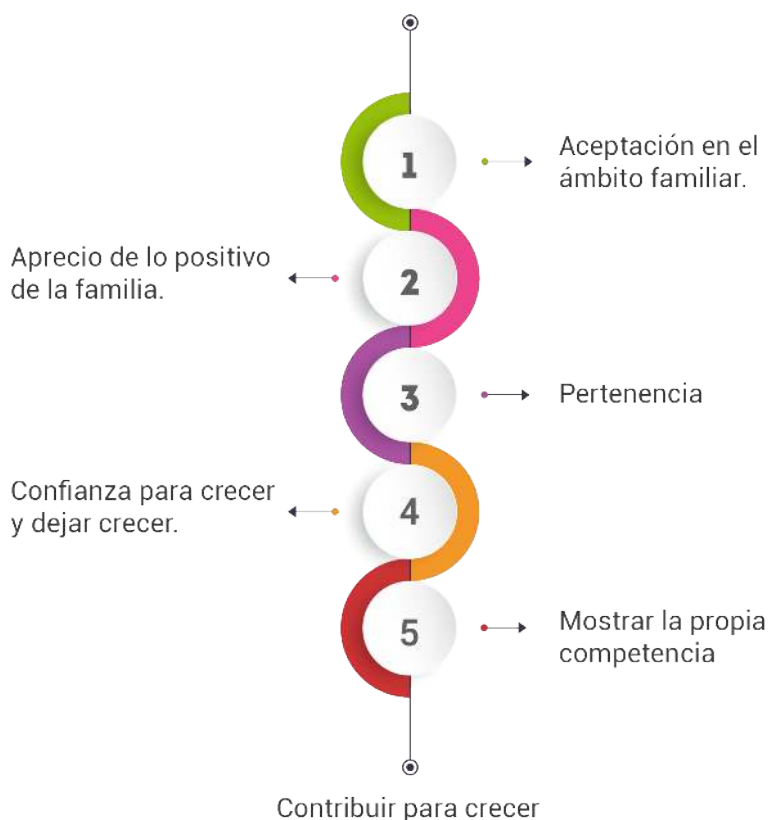 1
Aceptación en el
ámbito familiar.
Aprecio de lo positivo
de la familia.
2
3
Pertenencia
Confianza para crecer
y dejar crecer.
4
5
Mostrar la propia
competencia
Contribuir para crecer